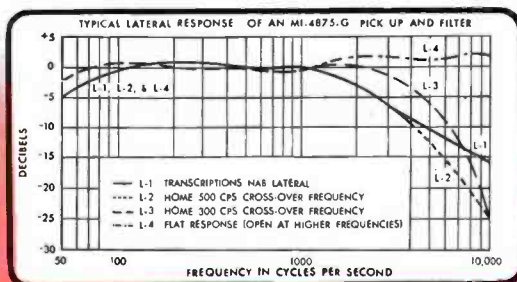 TYPICAL LATERAL RESPONSE OF AN MI-4875-G PICK UP AND FILTER
+5
0
-5
-10
-15
-20
-25
-30
DECIBELS
L-1, L-2, & L-4
L-4
L-3
L-1
L-2
L-1 TRANSCRIPTIONS NAB LATERAL
L-2 HOME 500 CPS CROSS-OVER FREQUENCY
L-3 HOME 300 CPS CROSS-OVER FREQUENCY
L-4 FLAT RESPONSE (OPEN AT HIGHER FREQUENCIES)
50 100 1000 10,000
FREQUENCY IN CYCLES PER SECOND